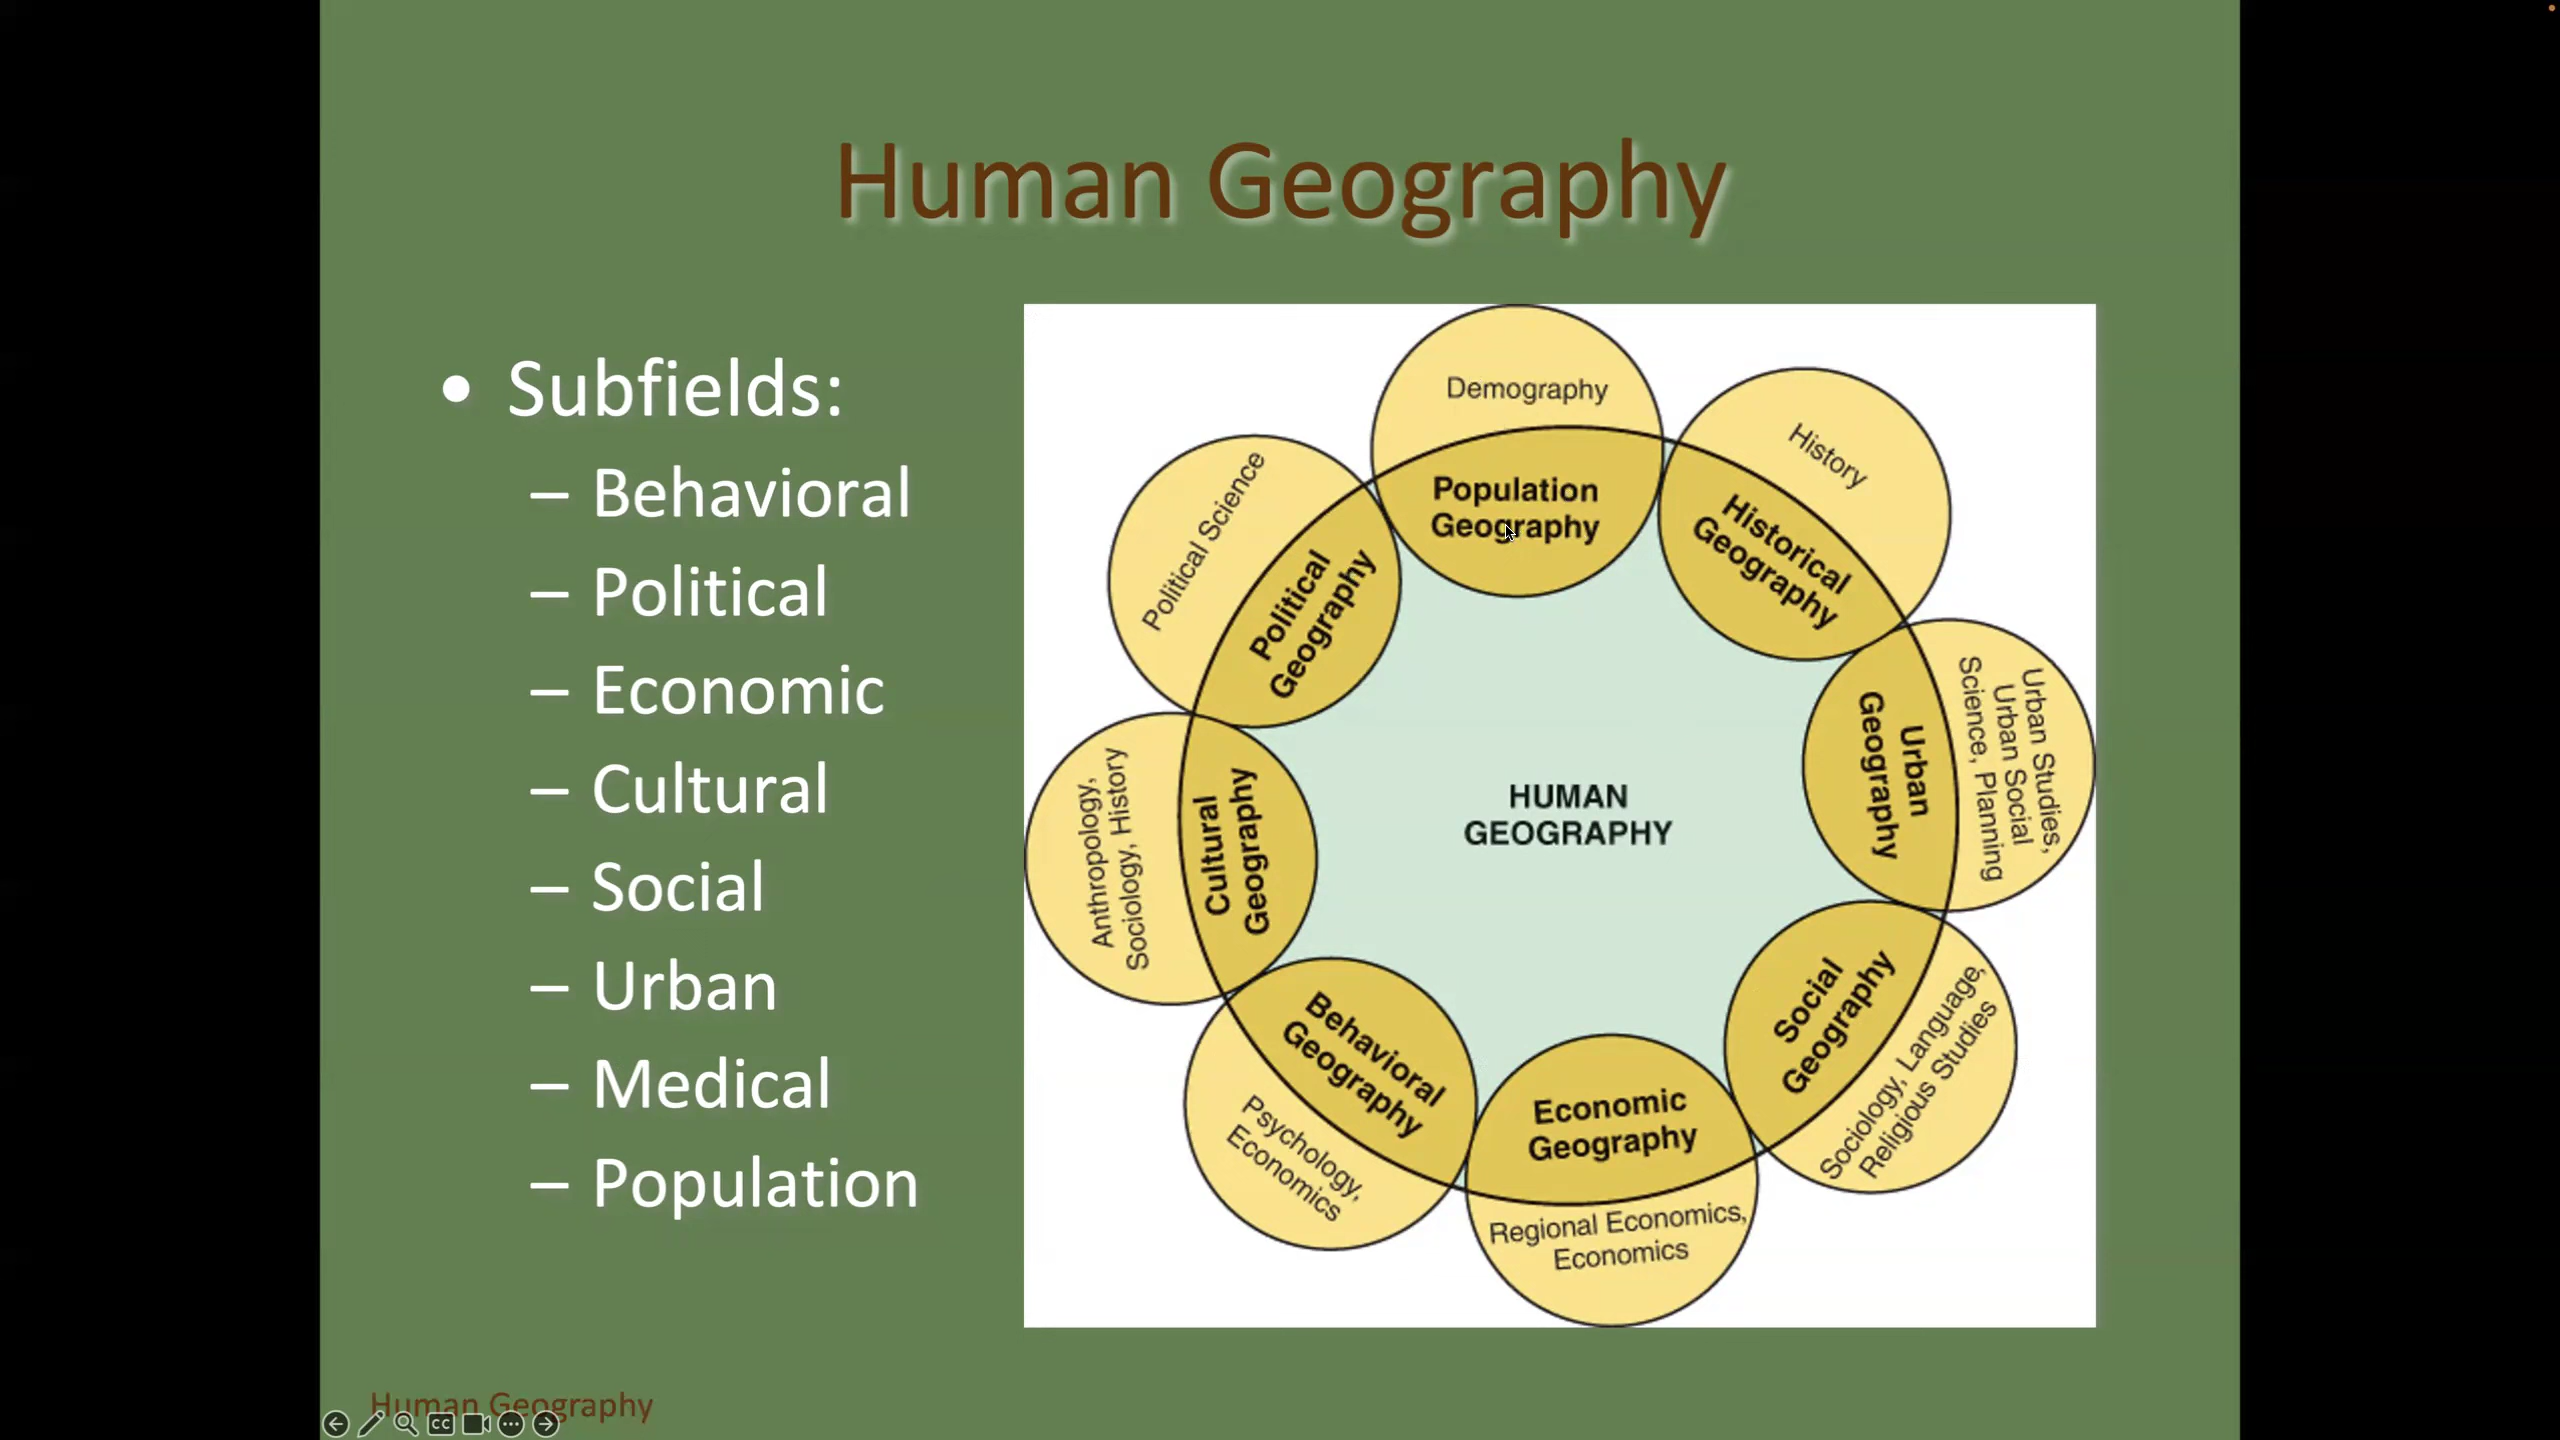 Human Geography
• Subfields:
– Behavioral
– Political
– Economic
– Cultural
– Social
– Urban
– Medical
– Population
Demography
Population
Geography
History
Historical
Geography
Urban Studies,
Urban Social
Science, Planning
Urban
Geography
Social
Geography
Sociology, Language,
Religious Studies
Economic
Geography
Regional Economics,
Economics
Behavioral
Geography
Psychology,
Economics
Cultural
Geography
Anthropology,
Sociology, History
Political Science
Political
Geography
HUMAN
GEOGRAPHY
Human Geography
CC